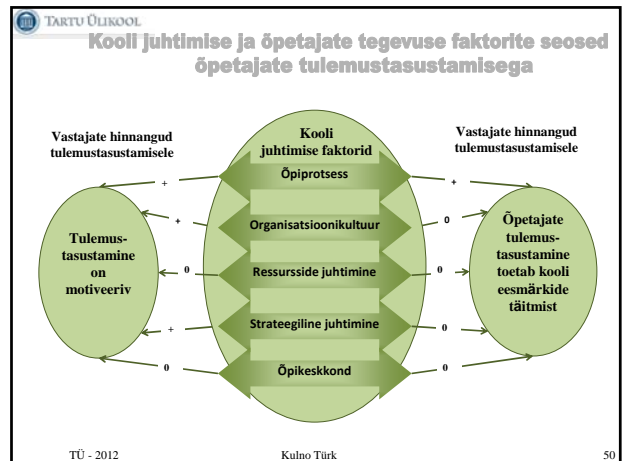 TARTU ÜLIKOOL
Kooli juhtimise ja õpetajate tegevuse faktorite seosed
õpetajate tulemustasustamisega
Vastajate hinnangud
tulemustasustamisele
Kooli
juhtimise faktorid
Vastajate hinnangud
tulemustasustamisele
+
Õpiprotsess
+
+
Organisatsioonikultuur
0
Tulemus-
tasustamine
on
motiveeriv
0
Ressursside juhtimine
0
Õpetajate
tulemus-
tasustamine
toetab kooli
eesmärkide
täitmist
+
Strateegiline juhtimine
0
0
Õpikeskkond
0
TÜ - 2012
Kulno Türk
50